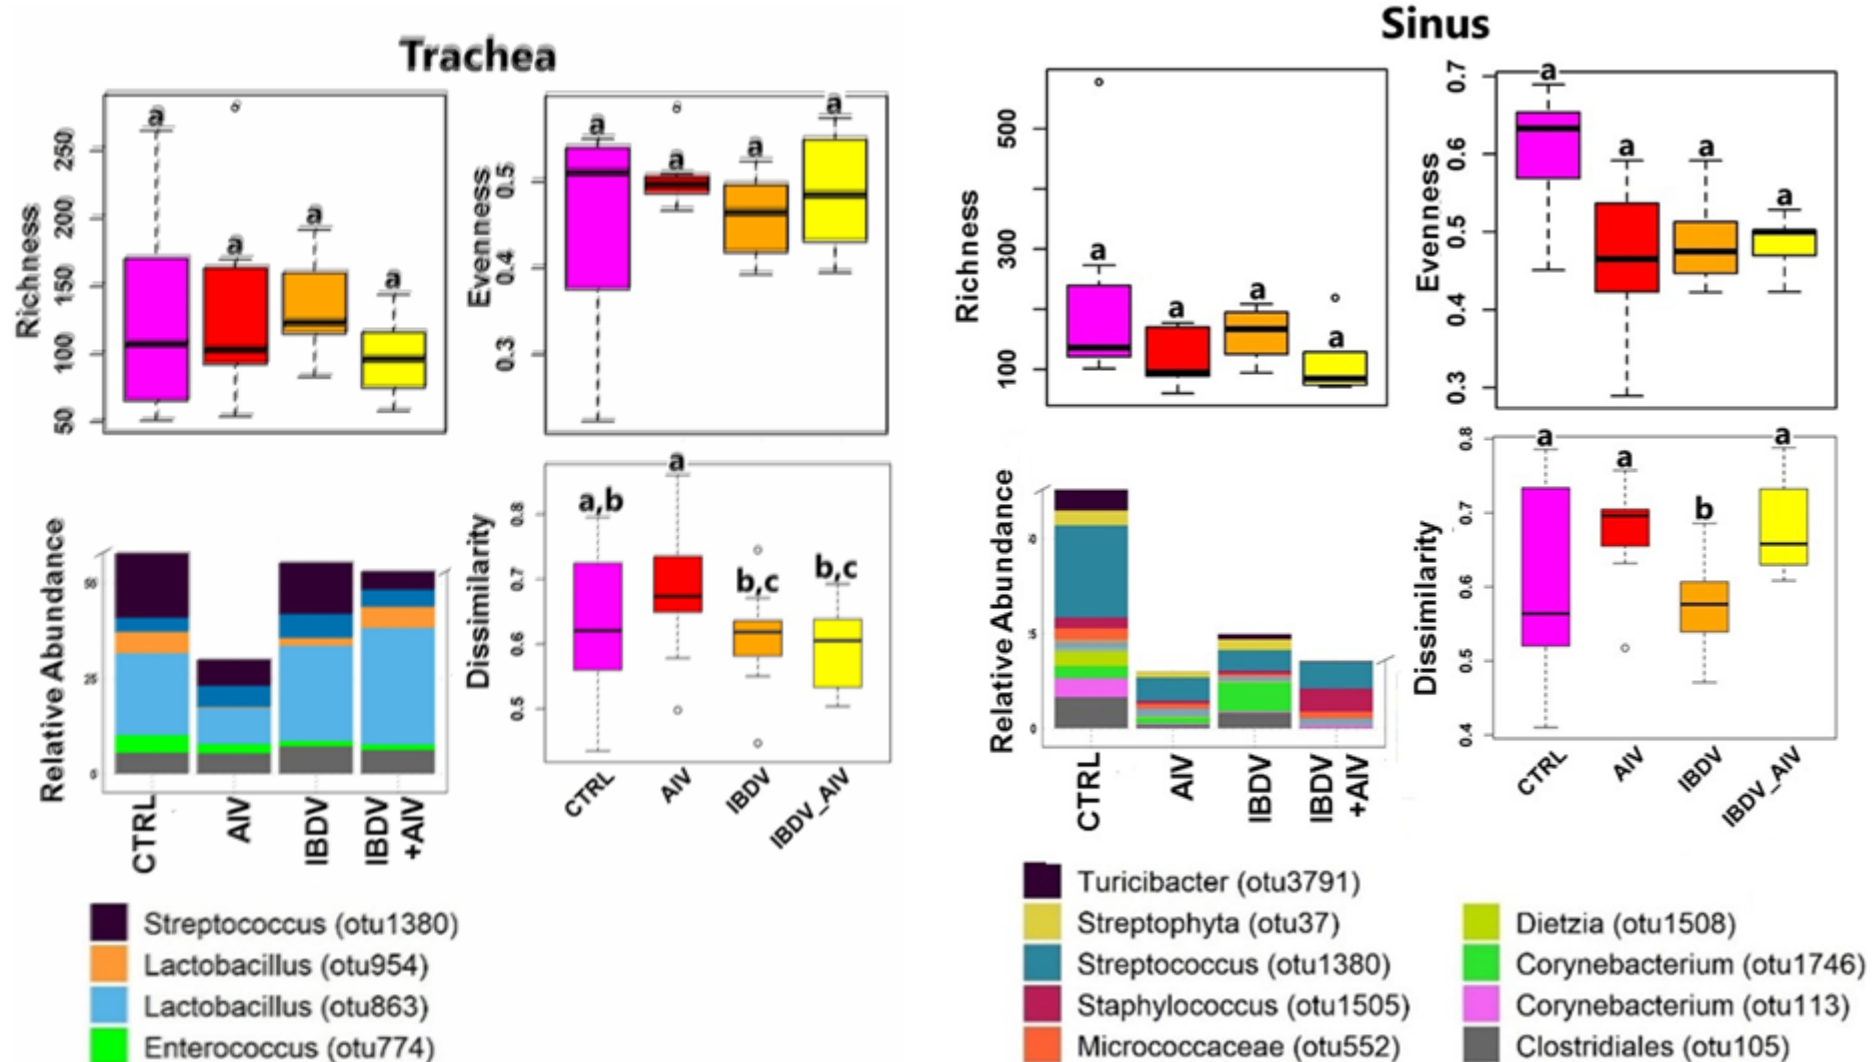 Trachea
Richness
250
200
150
100
50
a
a
a
a
Evenness
0.5
0.4
0.3
a
a
a
a
Relative Abundance
25
0
CTRL
AIV
IBDV
IBDV
+AIV
Dissimilarity
0.8
0.7
0.6
0.5
a,b
a
b,c
b,c
CTRL
AIV
IBDV
IBDV_AIV
Streptococcus (otu1380)
Lactobacillus (otu954)
Lactobacillus (otu863)
Enterococcus (otu774)
Sinus
Richness
500
300
100
a
a
a
a
Evenness
0.7
0.6
0.5
0.4
0.3
a
a
a
a
Relative Abundance
0
CTRL
AIV
IBDV
IBDV
+AIV
Dissimilarity
0.8
0.7
0.6
0.5
0.4
a
a
b
a
CTRL
AIV
IBDV
IBDV_AIV
Turicibacter (otu3791)
Streptophyta (otu37)
Streptococcus (otu1380)
Staphylococcus (otu1505)
Micrococcaceae (otu552)
Dietzia (otu1508)
Corynebacterium (otu1746)
Corynebacterium (otu113)
Clostridiales (otu105)